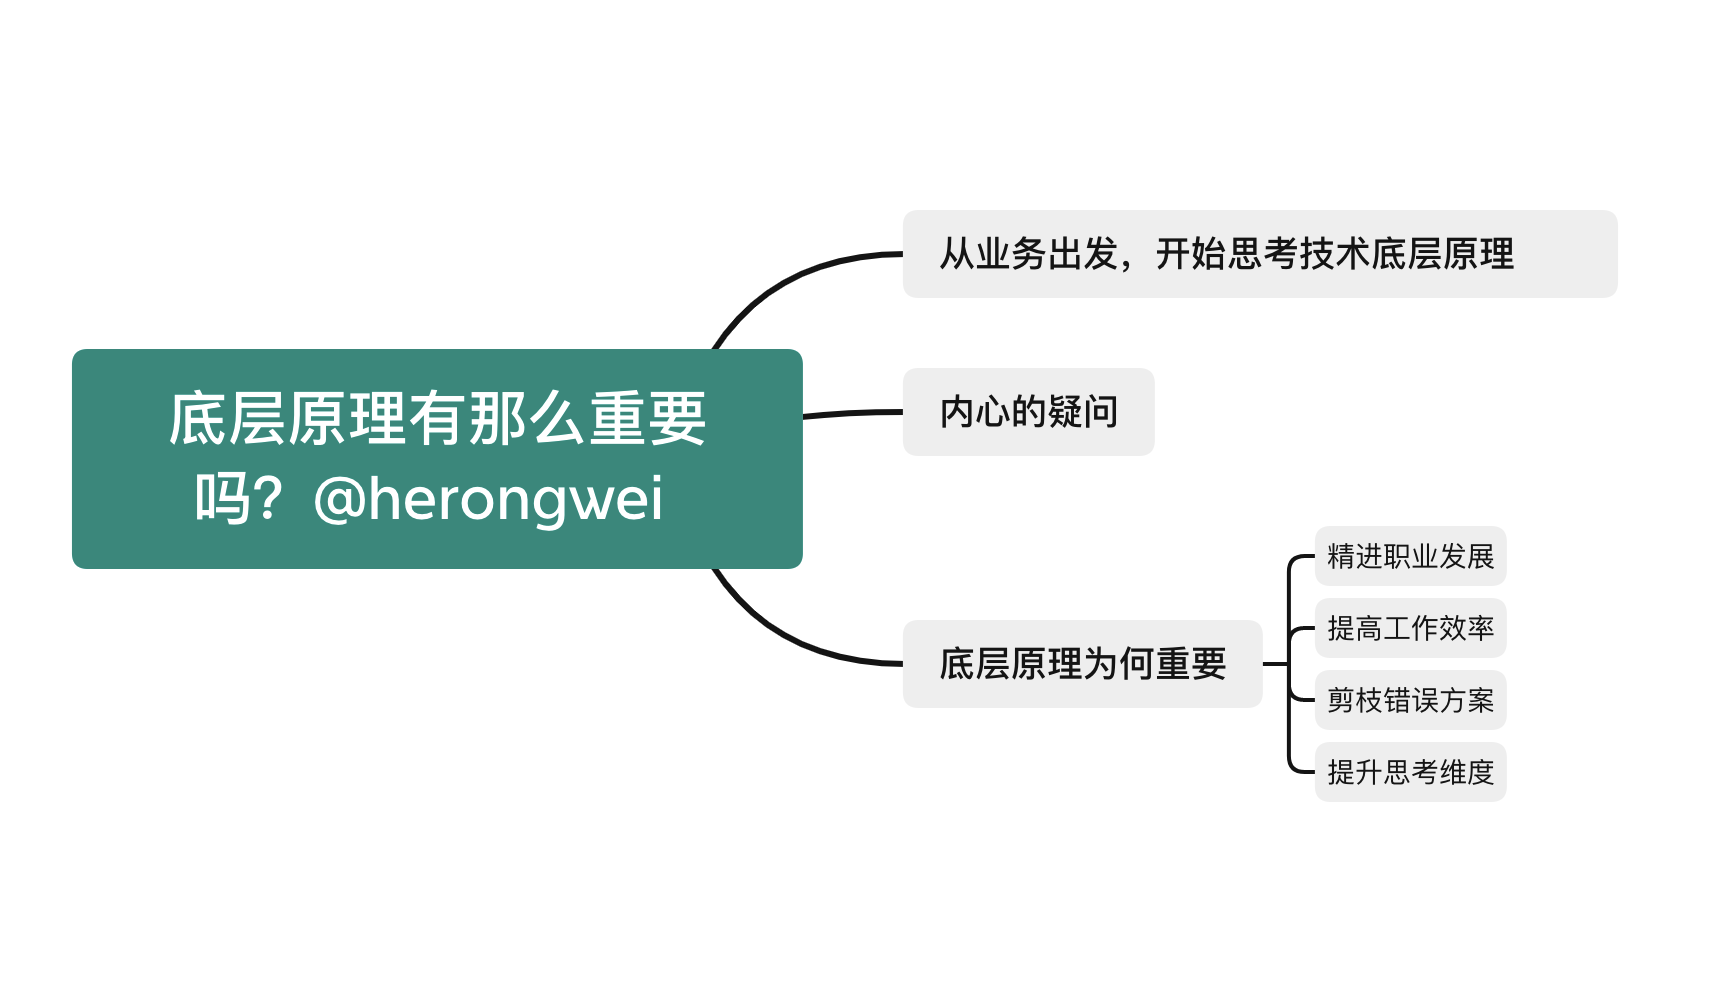 底层原理有那么重要
吗？@herongwei
从业务出发，开始思考技术底层原理
内心的疑问
底层原理为何重要
精进职业发展
提高工作效率
剪枝错误方案
提升思考维度